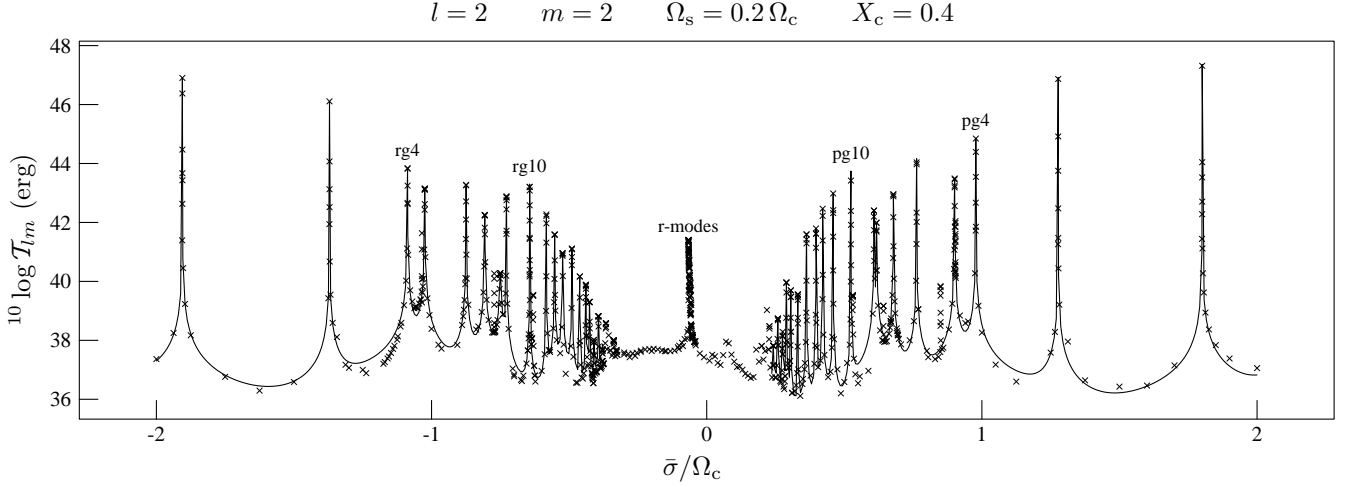 l = 2 m = 2 Ωs = 0.2 Ωc Xc = 0.4
48
46
44
42
40
38
36
10 log 𝒯lm (erg)
rg4
rg10
r-modes
pg10
pg4
-2 -1 0 1 2
σ̄/Ωc